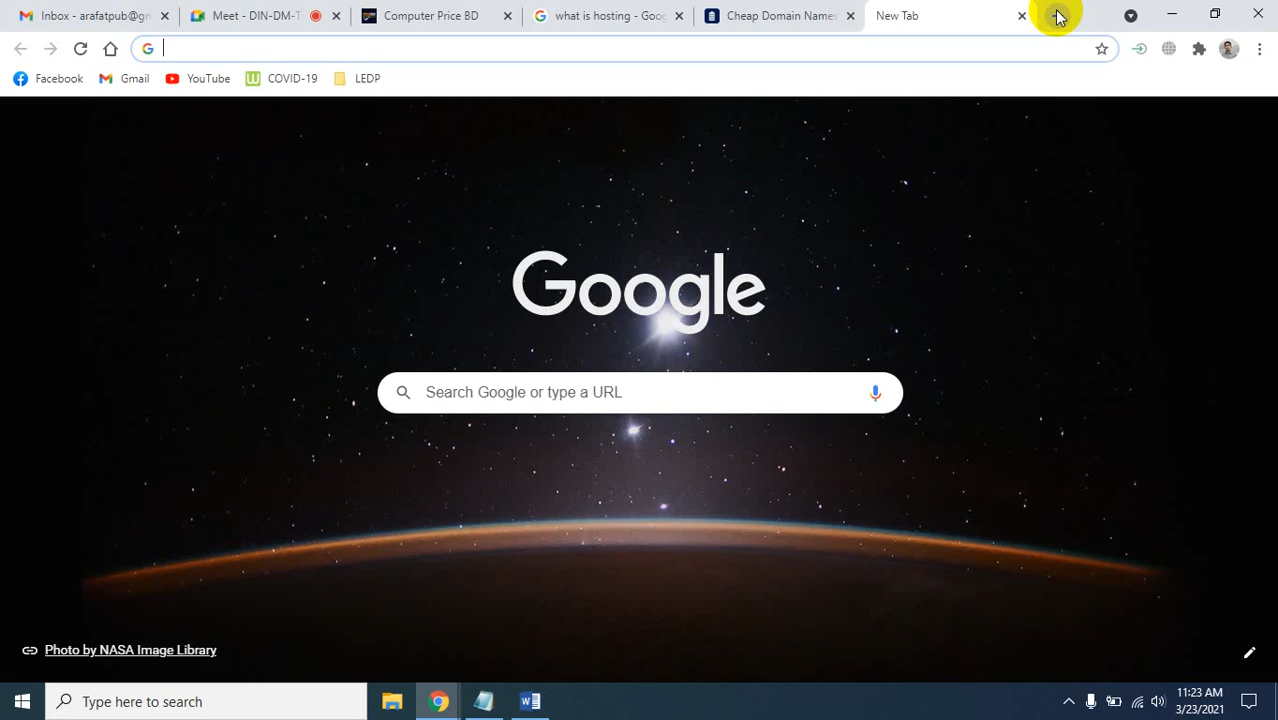 Inbox - arafatpub@gn
Meet - DIN-DM-T
Computer Price BD
what is hosting - Goog
Cheap Domain Names
New Tab
Facebook
Gmail
YouTube
COVID-19
LEDP
Google
Search Google or type a URL
Photo by NASA Image Library
Type here to search
11:23 AM
3/23/2021